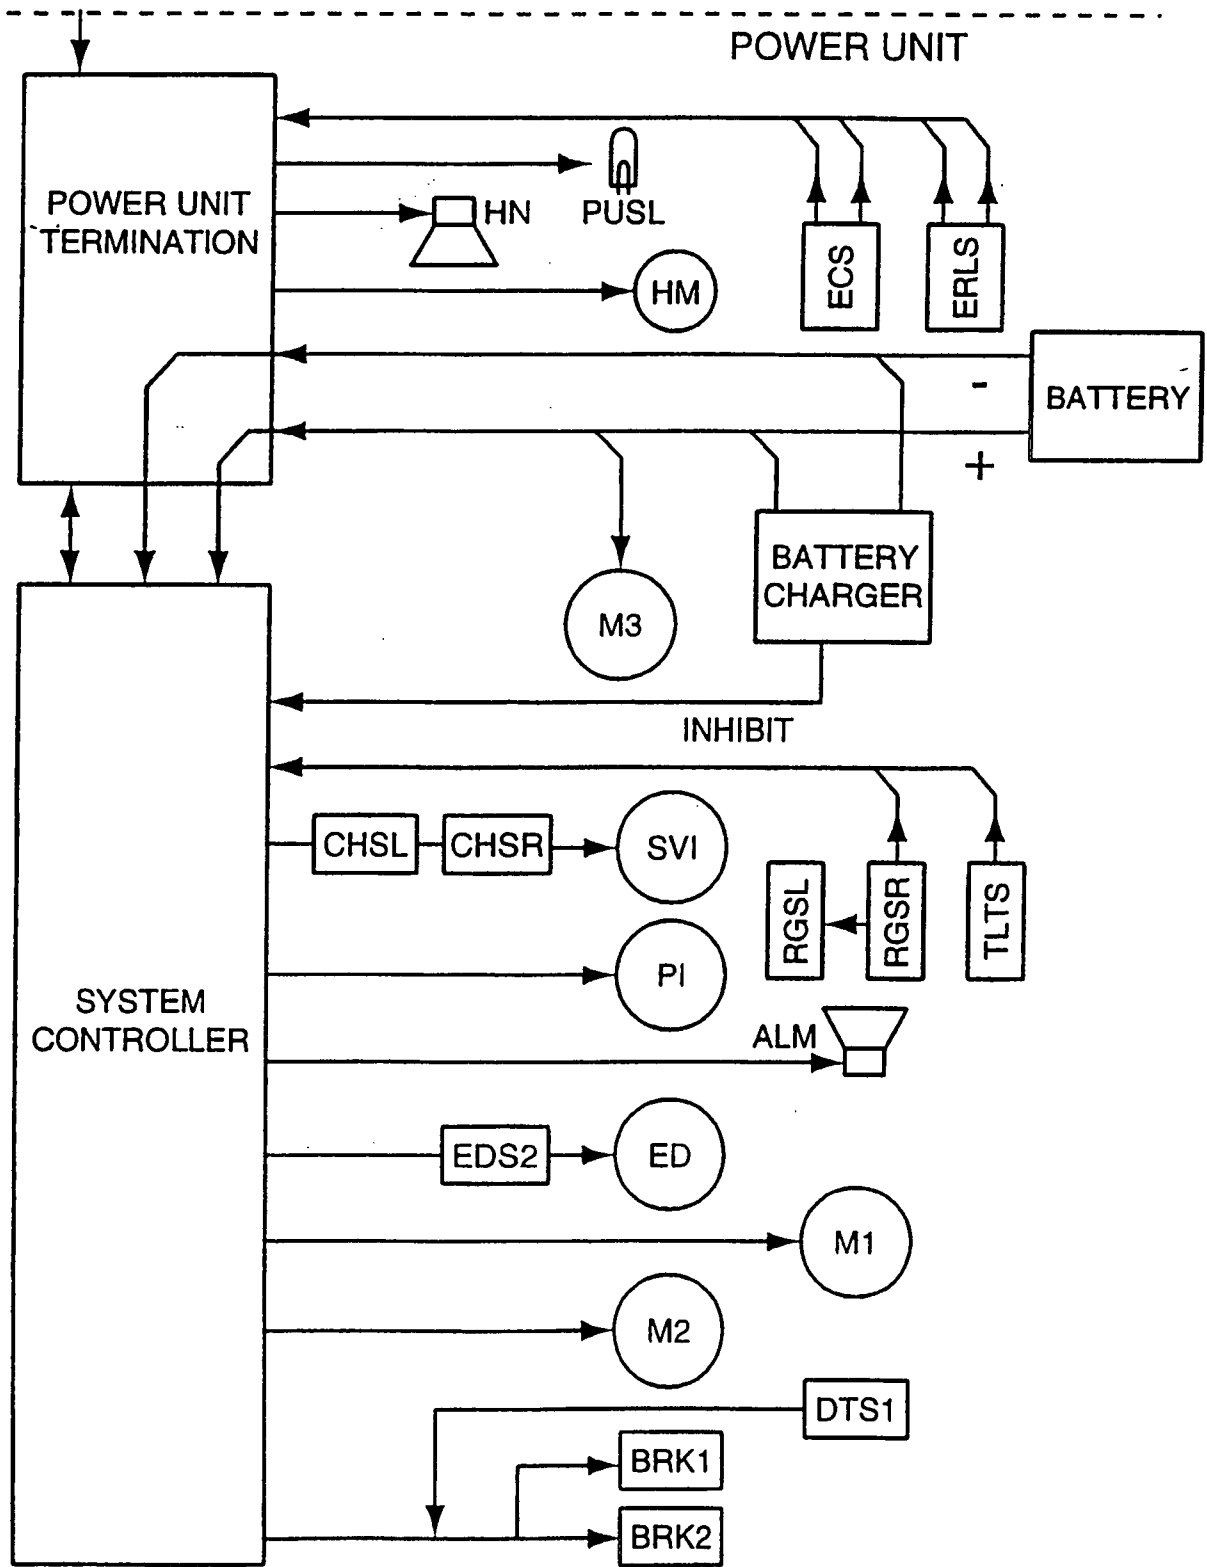 POWER UNIT
POWER UNIT
TERMINATION
HN
PUSL
HM
ECS
ERLS
-
BATTERY
+
BATTERY
CHARGER
M3
INHIBIT
CHSL
CHSR
SVI
RGSL
RGSR
TLTS
PI
SYSTEM
CONTROLLER
ALM
EDS2
ED
M1
M2
DTS1
BRK1
BRK2